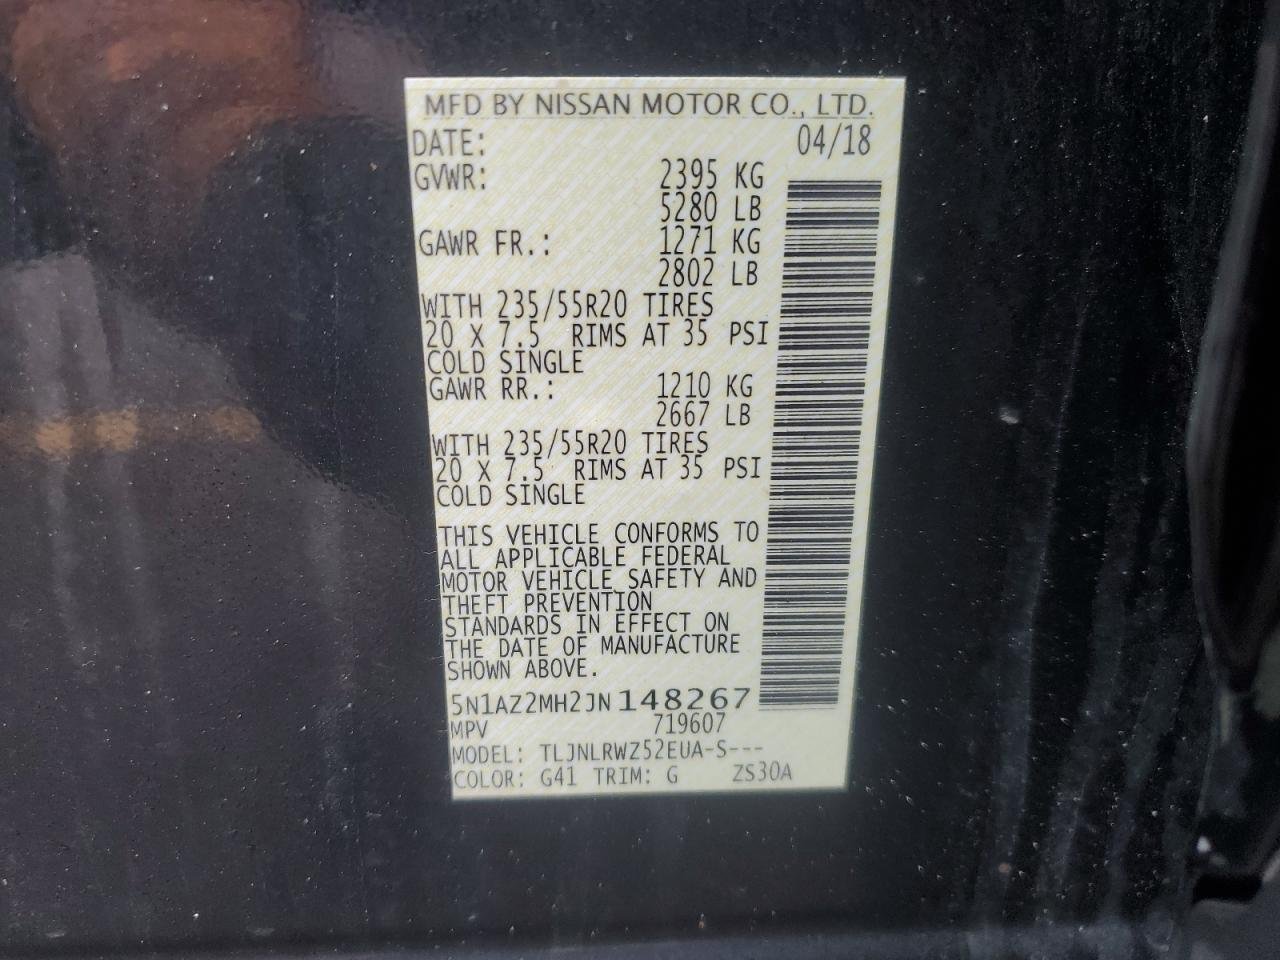 MFD BY NISSAN MOTOR CO., LTD.
DATE: 04/18
GVWR: 2395 KG
5280 LB
GAWR FR.: 1271 KG
2802 LB
WITH 235/55R20 TIRES
20 X 7.5 RIMS AT 35 PSI
COLD SINGLE
GAWR RR.: 1210 KG
2667 LB
WITH 235/55R20 TIRES
20 X 7.5 RIMS AT 35 PSI
COLD SINGLE
THIS VEHICLE CONFORMS TO
ALL APPLICABLE FEDERAL
MOTOR VEHICLE SAFETY AND
THEFT PREVENTION
STANDARDS IN EFFECT ON
THE DATE OF MANUFACTURE
SHOWN ABOVE.
5N1AZ2MH2JN148267
MPV 719607
MODEL: TLJNLRWZ52EUA-S---
COLOR: G41 TRIM: G ZS30A